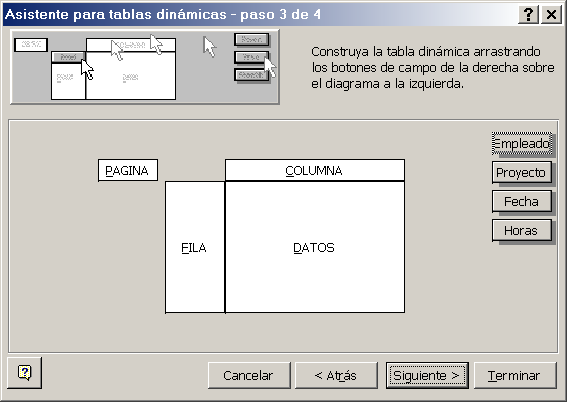 Asistente para tablas dinámicas - paso 3 de 4
Construya la tabla dinámica arrastrando
los botones de campo de la derecha sobre
el diagrama a la izquierda.
Empleado
PAGINA
COLUMNA
Proyecto
Fecha
Horas
FILA
DATOS
Cancelar
< Atrás
Siguiente >
Terminar